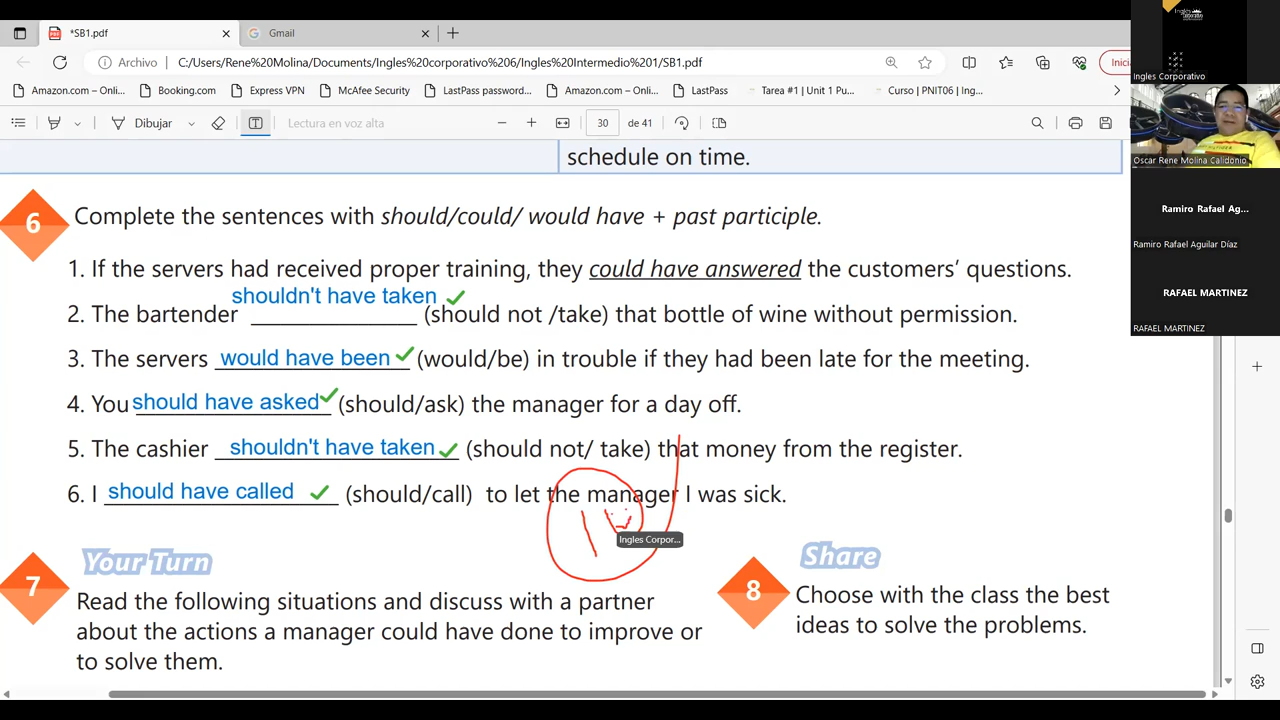 *SB1.pdf
Gmail
Archivo
C:/Users/Rene%20Molina/Documents/Ingles%20corporativo%206/Ingles%20Intermedio%201/SB1.pdf
Inicia
Amazon.com – Onli...
Booking.com
Express VPN
McAfee Security
LastPass password...
Amazon.com – Onli...
LastPass
Tarea #1 | Unit 1 Pu...
Curso | PNIT06 | Ing...
Dibujar
Lectura en voz alta
30
de 41
schedule on time.
6
Complete the sentences with should/could/ would have + past participle.
1. If the servers had received proper training, they could have answered the customers’ questions.
shouldn't have taken
2. The bartender ______________ (should not /take) that bottle of wine without permission.
3. The servers would have been (would/be) in trouble if they had been late for the meeting.
4. You should have asked (should/ask) the manager for a day off.
5. The cashier shouldn't have taken (should not/ take) that money from the register.
6. I should have called (should/call) to let the manager I was sick.
Ingles Corpor...
7
Your Turn
Read the following situations and discuss with a partner
about the actions a manager could have done to improve or
to solve them.
8
Share
Choose with the class the best
ideas to solve the problems.
Inglés
Corporativo
Ingles Corporativo
Oscar Rene Molina Calidonio
Ramiro Rafael Ag...
Ramiro Rafael Aguilar Díaz
RAFAEL MARTINEZ
RAFAEL MARTINEZ